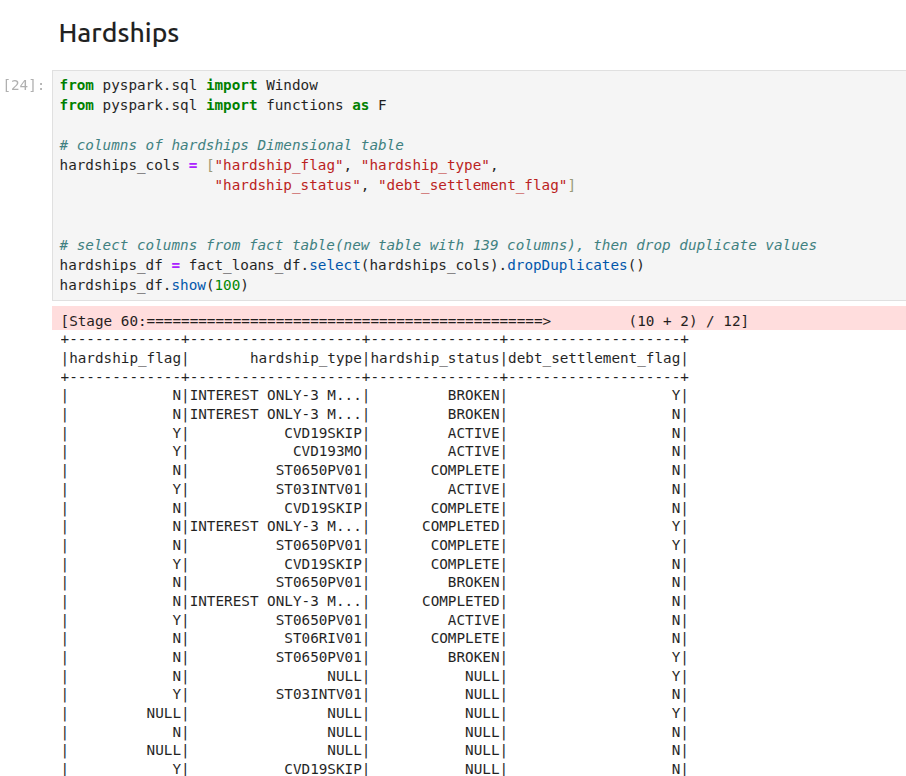 Hardships
[24]:
from pyspark.sql import Window
from pyspark.sql import functions as F
# columns of hardships Dimensional table
hardships_cols = ["hardship_flag", "hardship_type",
                  "hardship_status", "debt_settlement_flag"]
# select columns from fact table(new table with 139 columns), then drop duplicate values
hardships_df = fact_loans_df.select(hardships_cols).dropDuplicates()
hardships_df.show(100)
[Stage 60:==============================================>         (10 + 2) / 12]
+-------------+--------------------+---------------+--------------------+
|hardship_flag|       hardship_type|hardship_status|debt_settlement_flag|
+-------------+--------------------+---------------+--------------------+
|            N|INTEREST ONLY-3 M...|         BROKEN|                   Y|
|            N|INTEREST ONLY-3 M...|         BROKEN|                   N|
|            Y|           CVD19SKIP|         ACTIVE|                   N|
|            Y|            CVD193MO|         ACTIVE|                   N|
|            N|          ST0650PV01|       COMPLETE|                   N|
|            Y|          ST03INTV01|         ACTIVE|                   N|
|            N|           CVD19SKIP|       COMPLETE|                   N|
|            N|INTEREST ONLY-3 M...|      COMPLETED|                   Y|
|            N|          ST0650PV01|       COMPLETE|                   Y|
|            Y|           CVD19SKIP|       COMPLETE|                   N|
|            N|          ST0650PV01|         BROKEN|                   N|
|            N|INTEREST ONLY-3 M...|      COMPLETED|                   N|
|            Y|          ST0650PV01|         ACTIVE|                   N|
|            N|           ST06RIV01|       COMPLETE|                   N|
|            N|          ST0650PV01|         BROKEN|                   Y|
|            N|                NULL|           NULL|                   Y|
|            Y|          ST03INTV01|           NULL|                   N|
|         NULL|                NULL|           NULL|                   Y|
|            N|                NULL|           NULL|                   N|
|         NULL|                NULL|           NULL|                   N|
|            Y|           CVD19SKIP|           NULL|                   N|